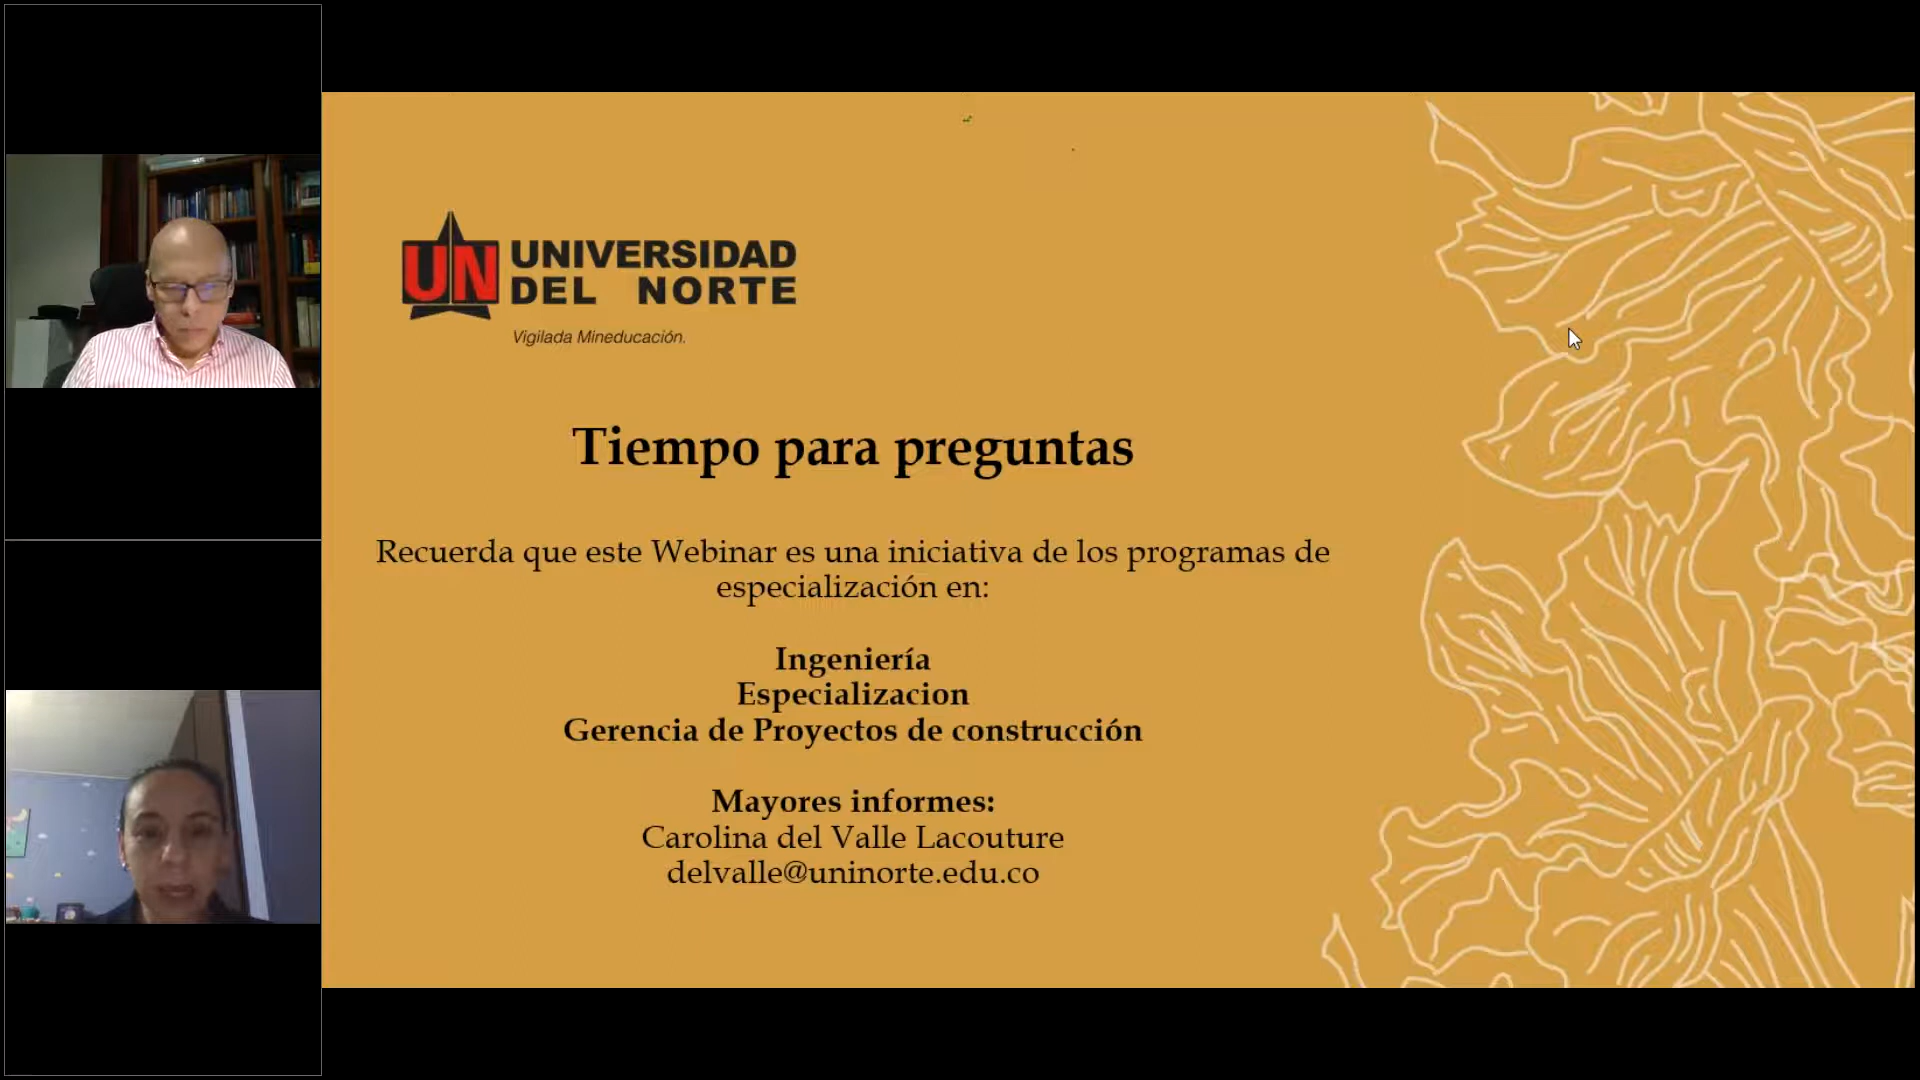 UN UNIVERSIDAD
DEL NORTE
Vigilada Mineducación.
Tiempo para preguntas
Recuerda que este Webinar es una iniciativa de los programas de
especialización en:
Ingeniería
Especializacion
Gerencia de Proyectos de construcción
Mayores informes:
Carolina del Valle Lacouture
delvalle@uninorte.edu.co